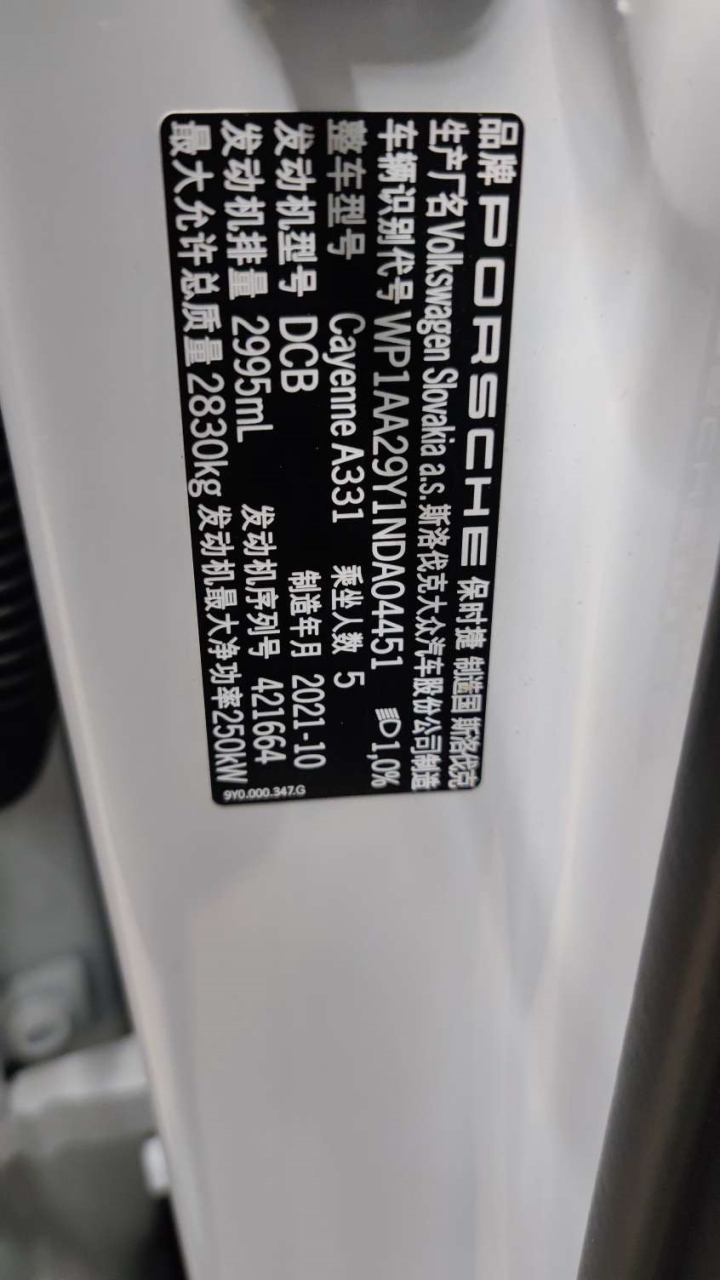 品牌 PORSCHE 保时捷 制造国 斯洛伐克
生产厂名 Volkswagen Slovakia a.s. 斯洛伐克大众汽车股份公司制造
车辆识别代号 WP1AA29Y1NDA04451 1,0%
整车型号 Cayenne A331 乘坐人数 5
发动机型号 DCB 制造年月 2021-10
发动机排量 2995mL 发动机序列号 421664
最大允许总质量 2830kg 发动机最大净功率 250kW
9Y0.000.347.G